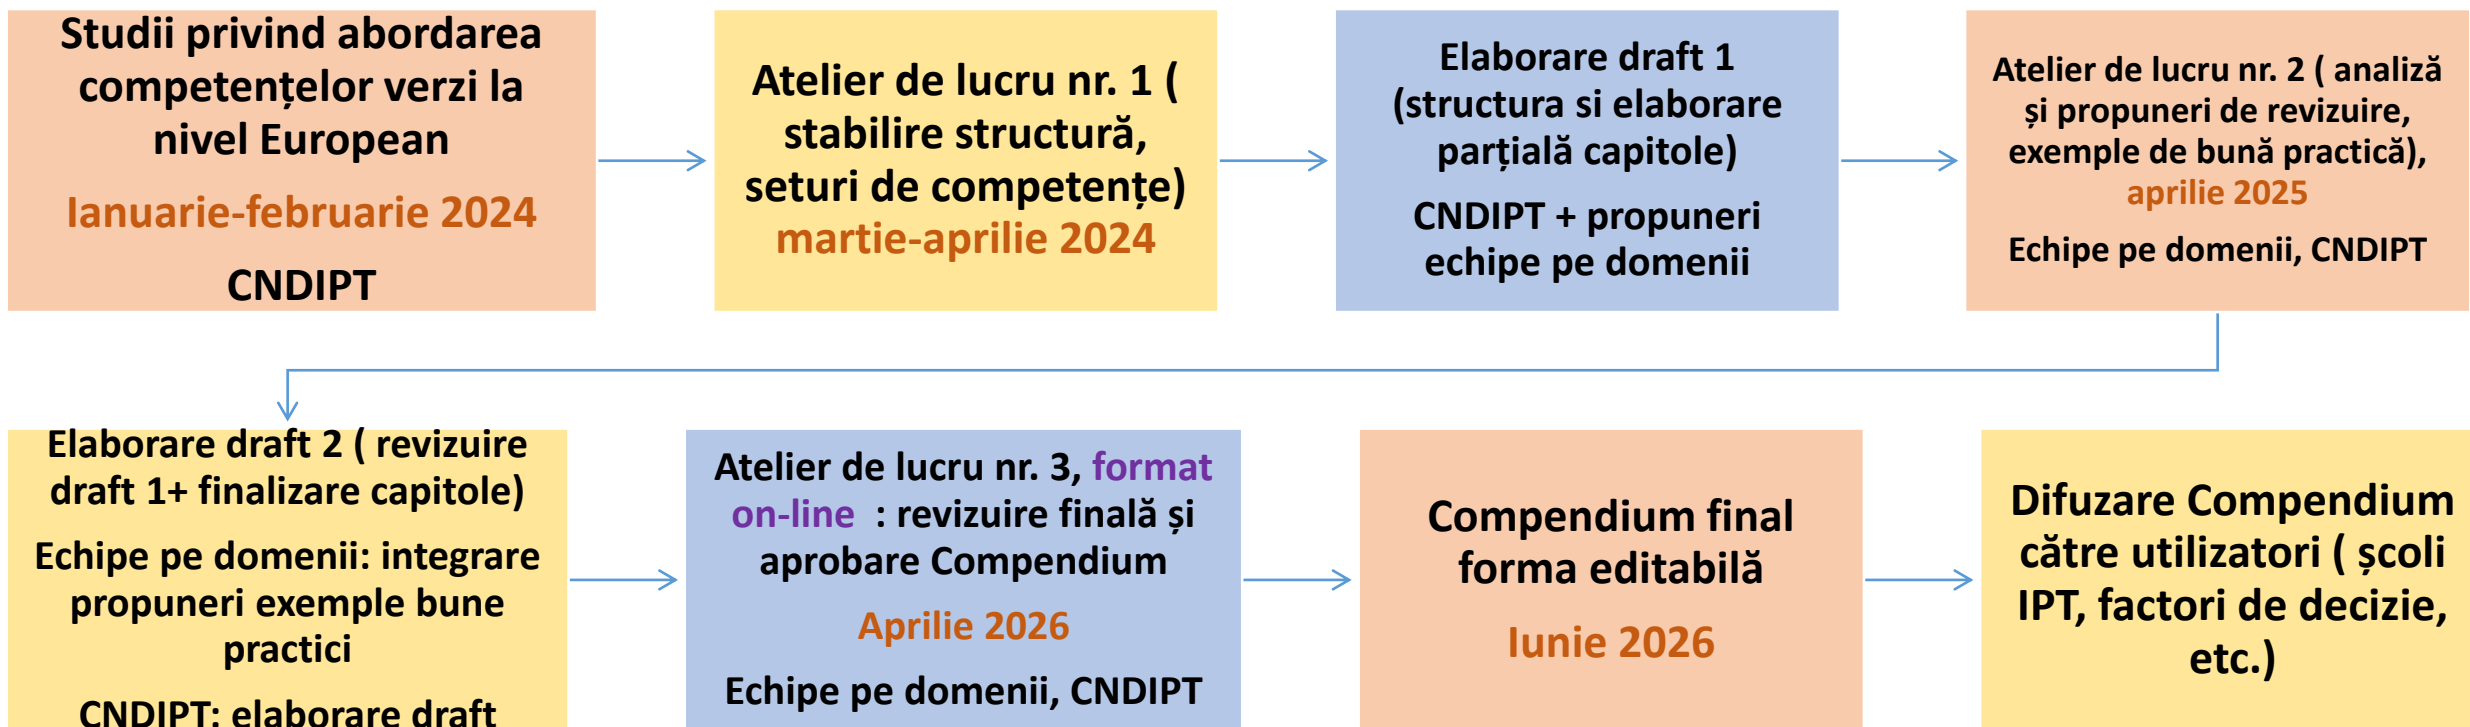 Studii privind abordarea
competențelor verzi la
nivel European
Ianuarie-februarie 2024
CNDIPT
Atelier de lucru nr. 1 (
stabilire structură,
seturi de competențe)
martie-aprilie 2024
Elaborare draft 1
(structura si elaborare
parțială capitole)
CNDIPT + propuneri
echipe pe domenii
Atelier de lucru nr. 2 ( analiză
și propuneri de revizuire,
exemple de bună practică),
aprilie 2025
Echipe pe domenii, CNDIPT
Elaborare draft 2 ( revizuire
draft 1+ finalizare capitole)
Echipe pe domenii: integrare
propuneri exemple bune
practici
CNDIPT: elaborare draft
Atelier de lucru nr. 3, format
on-line : revizuire finală și
aprobare Compendium
Aprilie 2026
Echipe pe domenii, CNDIPT
Compendium final
forma editabilă
Iunie 2026
Difuzare Compendium
către utilizatori ( școli
IPT, factori de decizie,
etc.)